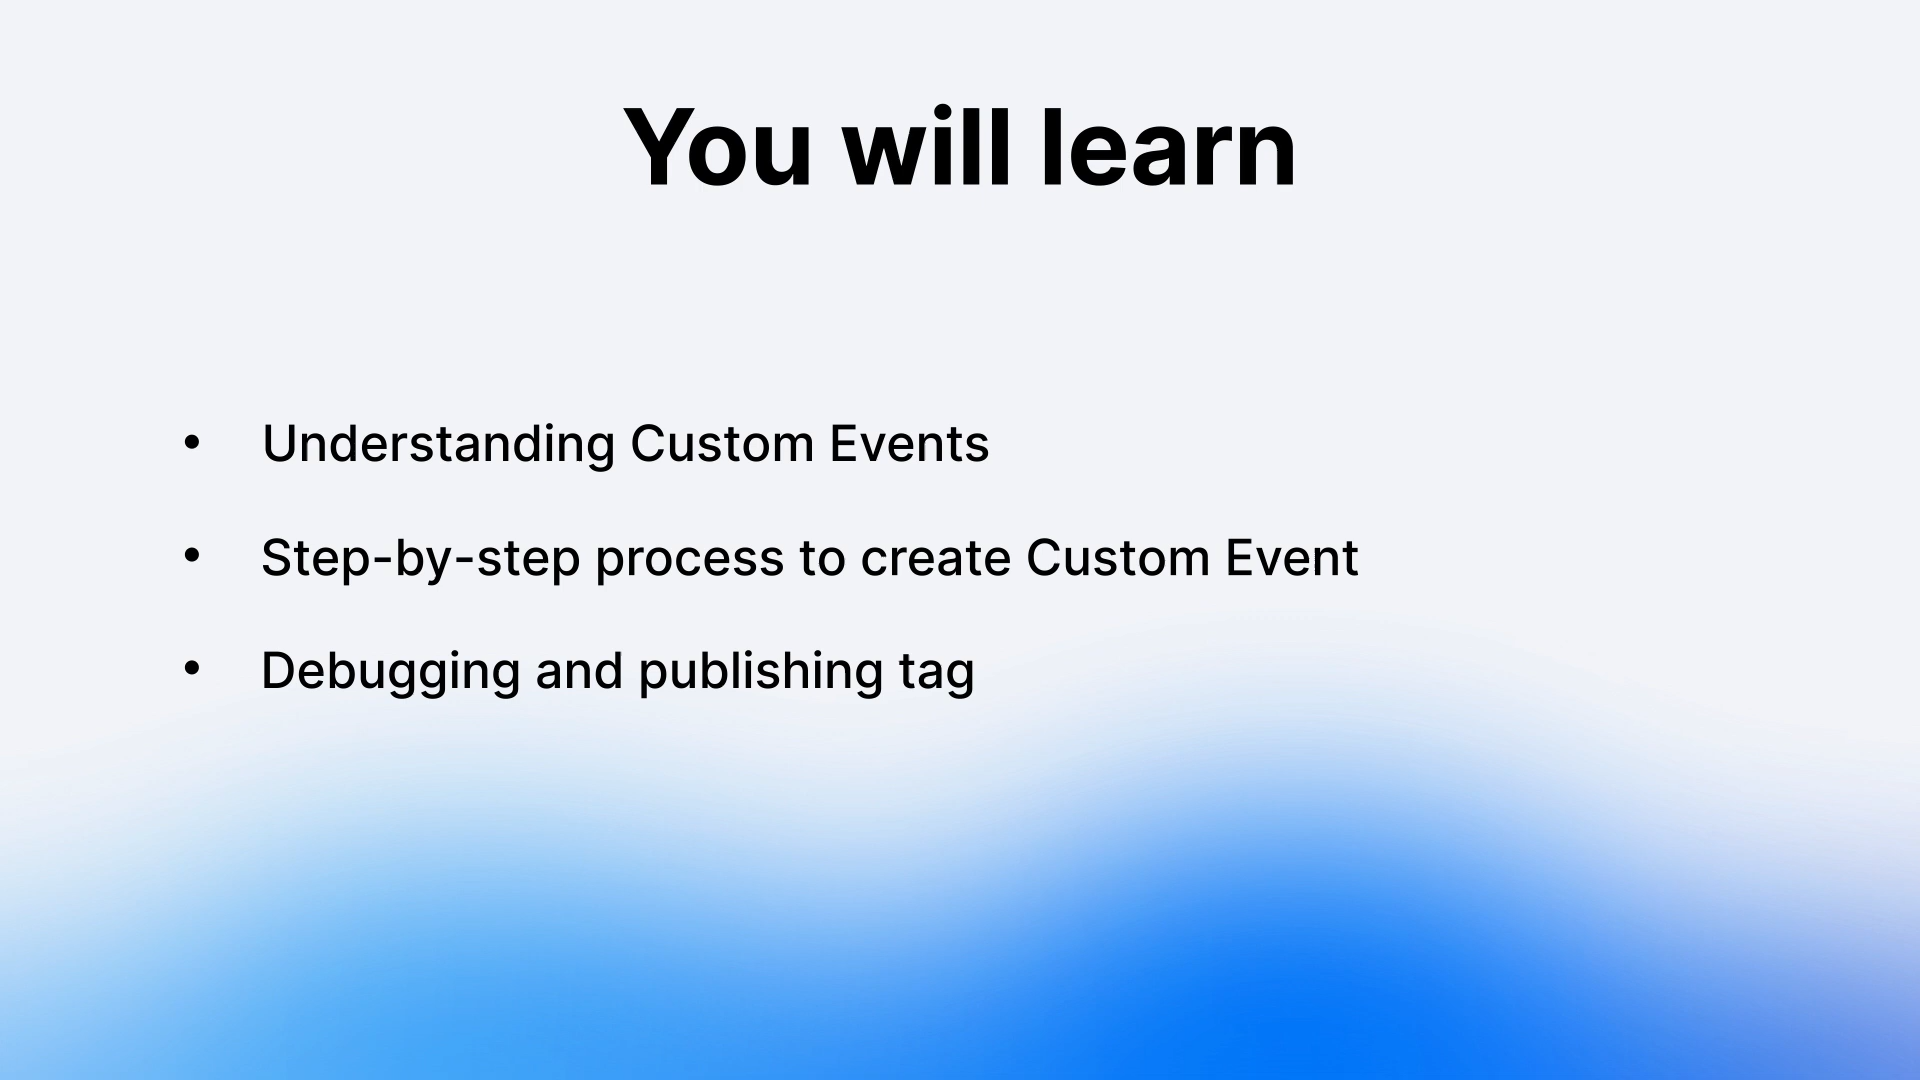 You will learn
• Understanding Custom Events
• Step-by-step process to create Custom Event
• Debugging and publishing tag